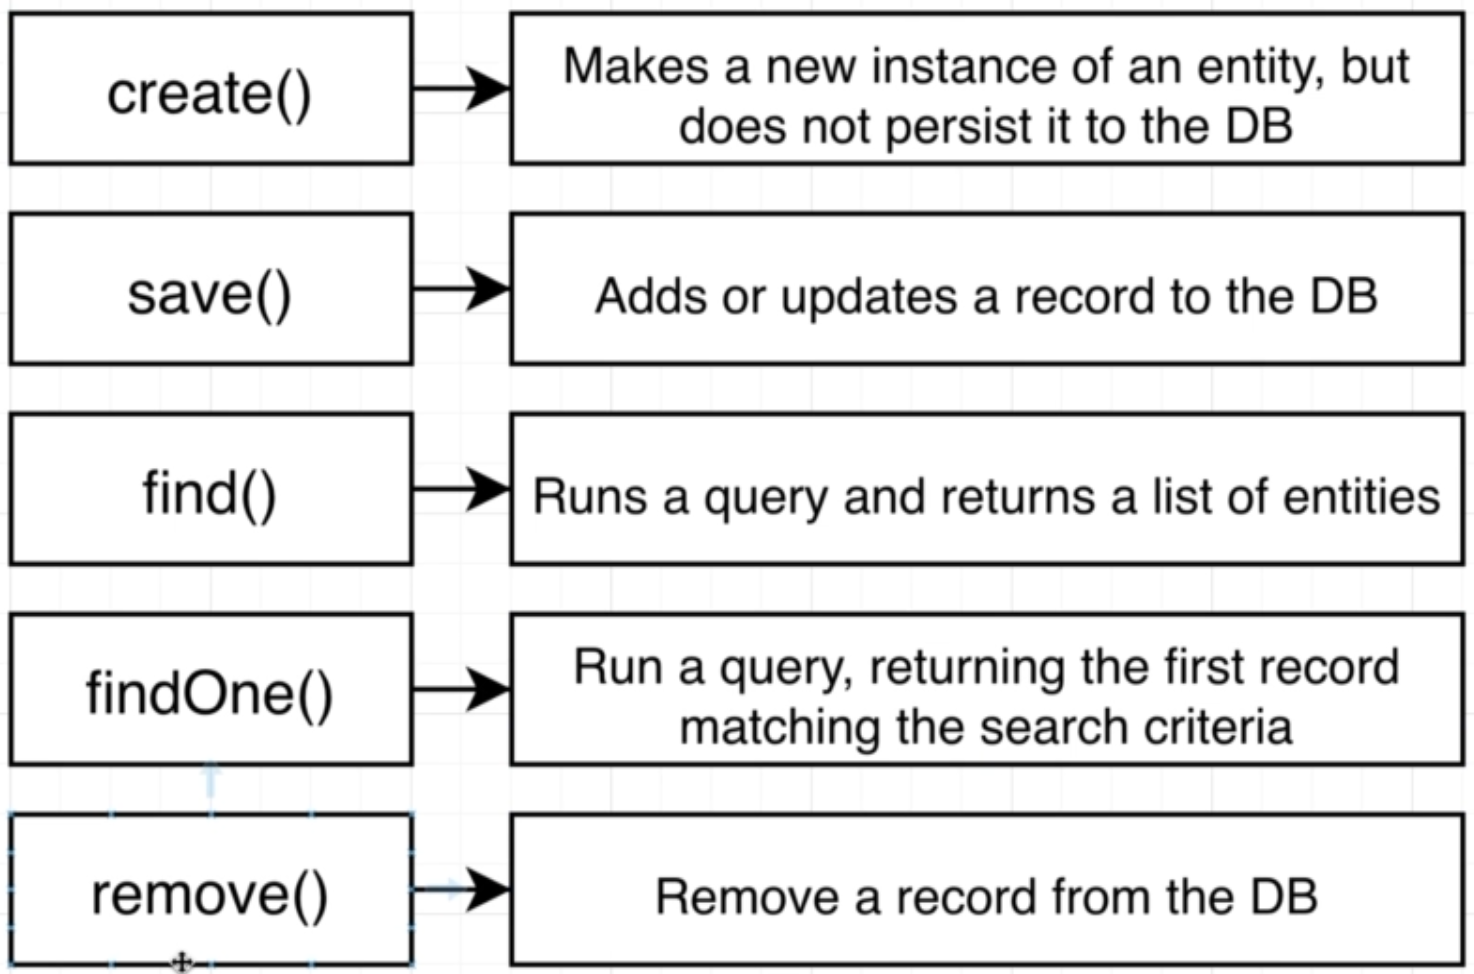 create()
Makes a new instance of an entity, but
does not persist it to the DB
save()
Adds or updates a record to the DB
find()
Runs a query and returns a list of entities
findOne()
Run a query, returning the first record
matching the search criteria
remove()
Remove a record from the DB